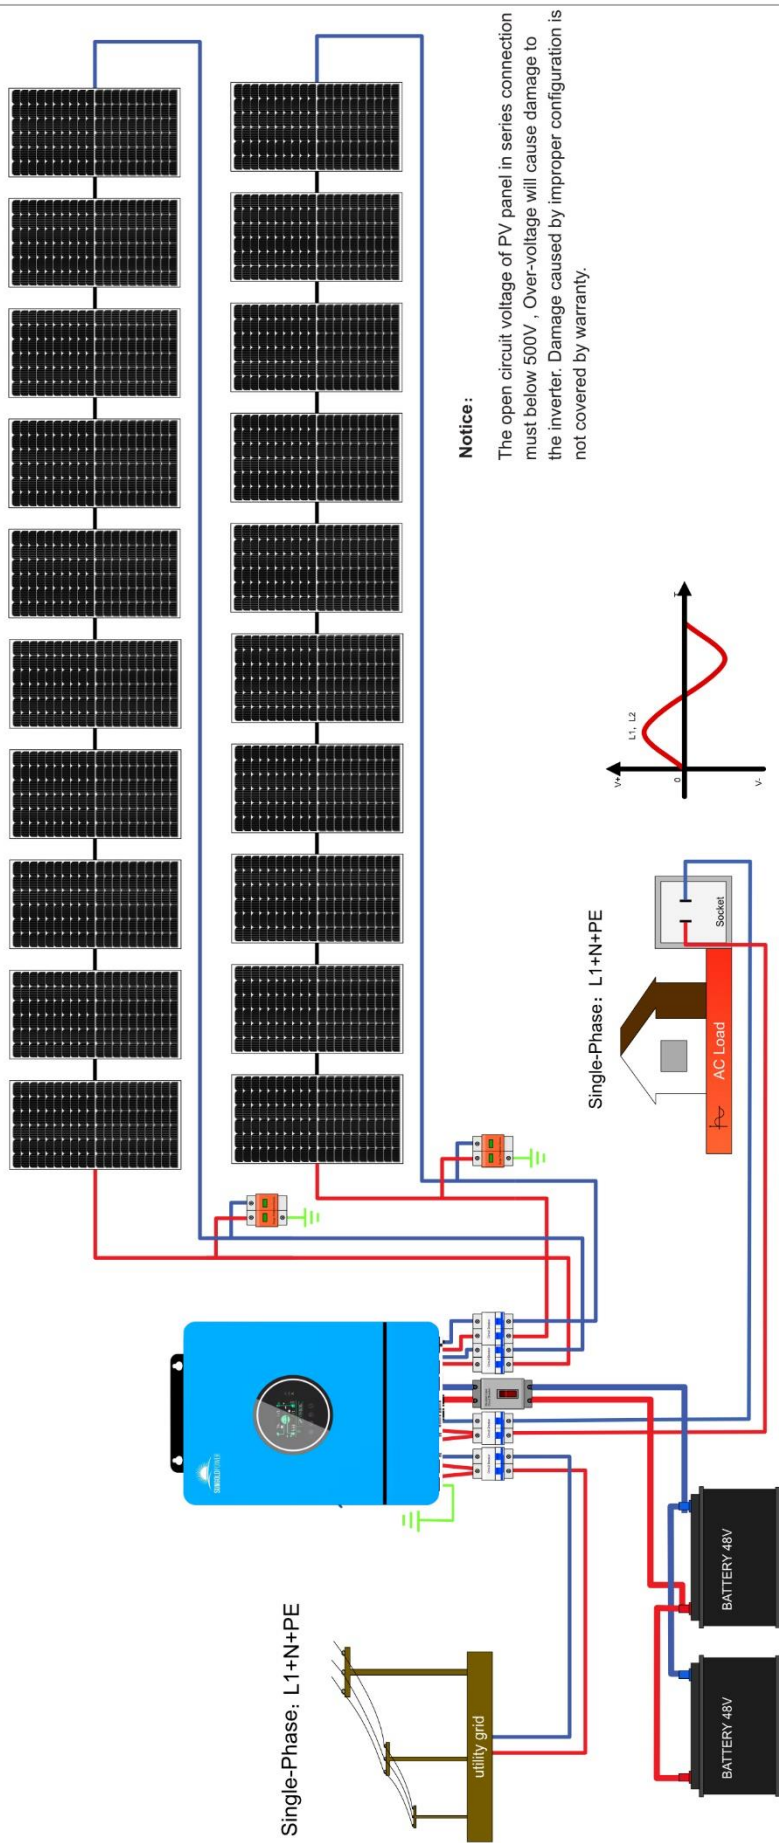 Notice:
The open circuit voltage of PV panel in series connection
must below 500V , Over-voltage will cause damage to
the inverter. Damage caused by improper configuration is
not covered by warranty.
SUNGOLDPOWER
Single-Phase: L1+N+PE
utility grid
BATTERY 48V
BATTERY 48V
Single-Phase: L1+N+PE
AC Load
Socket
V+
L1, L2
0
T
V-